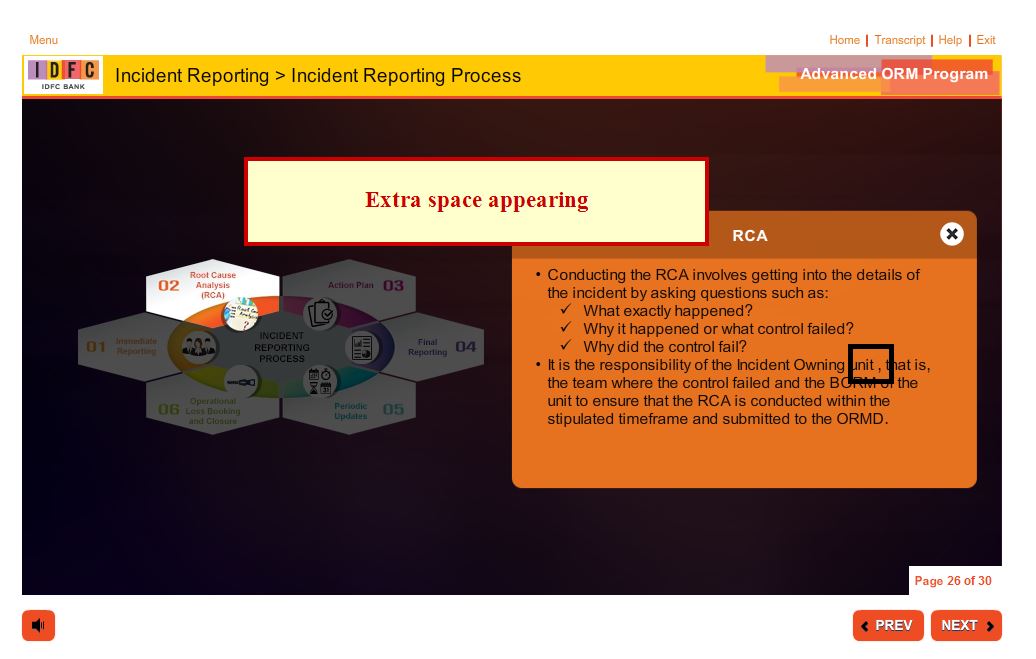 Menu
Home | Transcript | Help | Exit
IDFC
IDFC BANK
Incident Reporting > Incident Reporting Process
Advanced ORM Program
Extra space appearing
RCA
• Conducting the RCA involves getting into the details of
the incident by asking questions such as:
✓ What exactly happened?
✓ Why it happened or what control failed?
✓ Why did the control fail?
• It is the responsibility of the Incident Owning unit , that is,
the team where the control failed and the BORM of the
unit to ensure that the RCA is conducted within the
stipulated timeframe and submitted to the ORMD.
02
Root Cause
Analysis
(RCA)
Action Plan 03
01
Immediate
Reporting
INCIDENT
REPORTING
PROCESS
Final
Reporting
04
06
Operational
Loss Booking
and Closure
Periodic
Updates
05
Page 26 of 30
PREV
NEXT